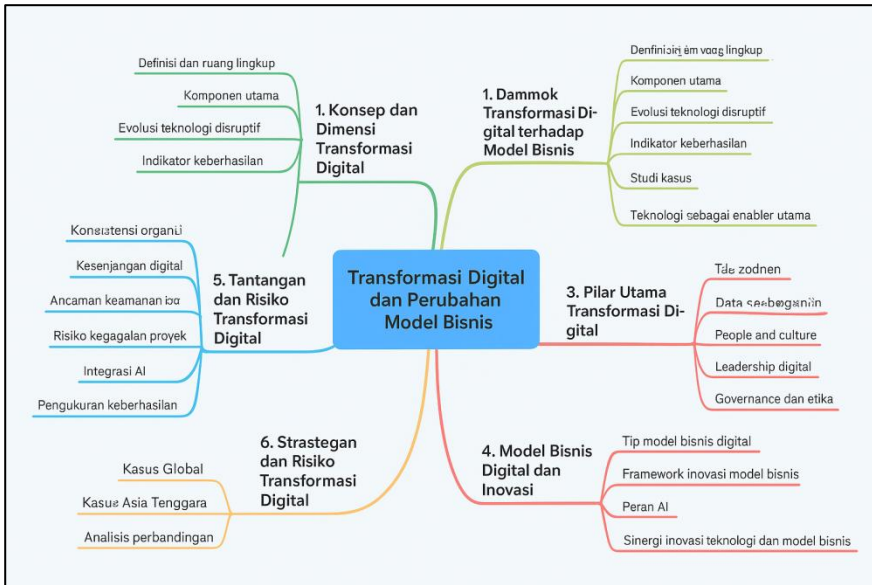 Transformasi Digital
dan Perubahan
Model Bisnis
1. Konsep dan
Dimensi
Transformasi
Digital
Definisi dan ruang lingkup
Komponen utama
Evolusi teknologi disruptif
Indikator keberhasilan
1. Dammok
Transformasi Di-
gital terhadap
Model Bisnis
lingkup
Komponen utama
Evolusi teknologi disruptif
Indikator keberhasilan
Studi kasus
Teknologi sebagai enabler utama
3. Pilar Utama
Transformasi Di-
gital
zodnen
Data
People and culture
Leadership digital
Governance dan etika
4. Model Bisnis
Digital dan
Inovasi
Tip model bisnis digital
Framework inovasi model bisnis
Peran AI
Sinergi inovasi teknologi dan model bisnis
5. Tantangan
dan Risiko
Transformasi
Digital
Kesenjangan digital
Ancaman keamanan
Risiko kegagalan proyek
Integrasi AI
Pengukuran keberhasilan
6. Strastegan
dan Risiko
Transformasi
Digital
Kasus Global
Kasus Asia Tenggara
Analisis perbandingan